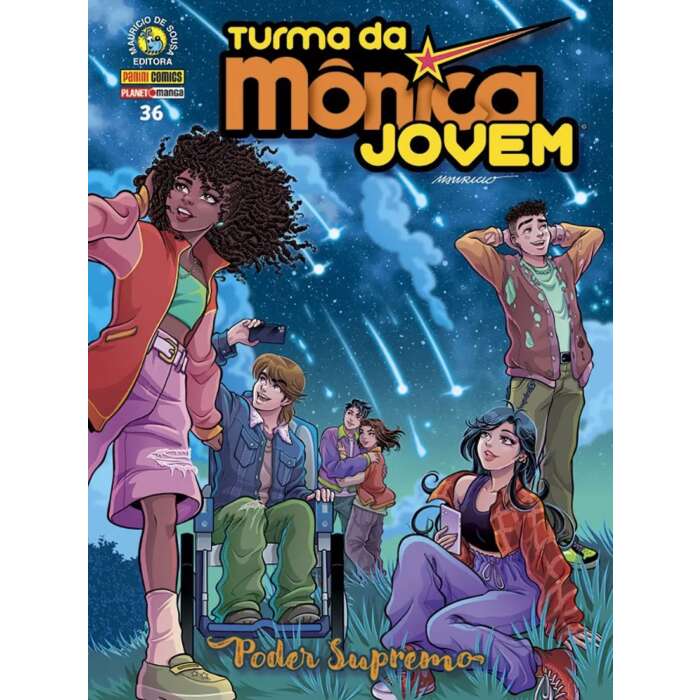 MAURICIO DE SOUSA
EDITORA
PANINI COMICS
PLANET MANGA
36
TURMA DA
MÔNICA
JOVEM
MAURICIO
Poder Supremo